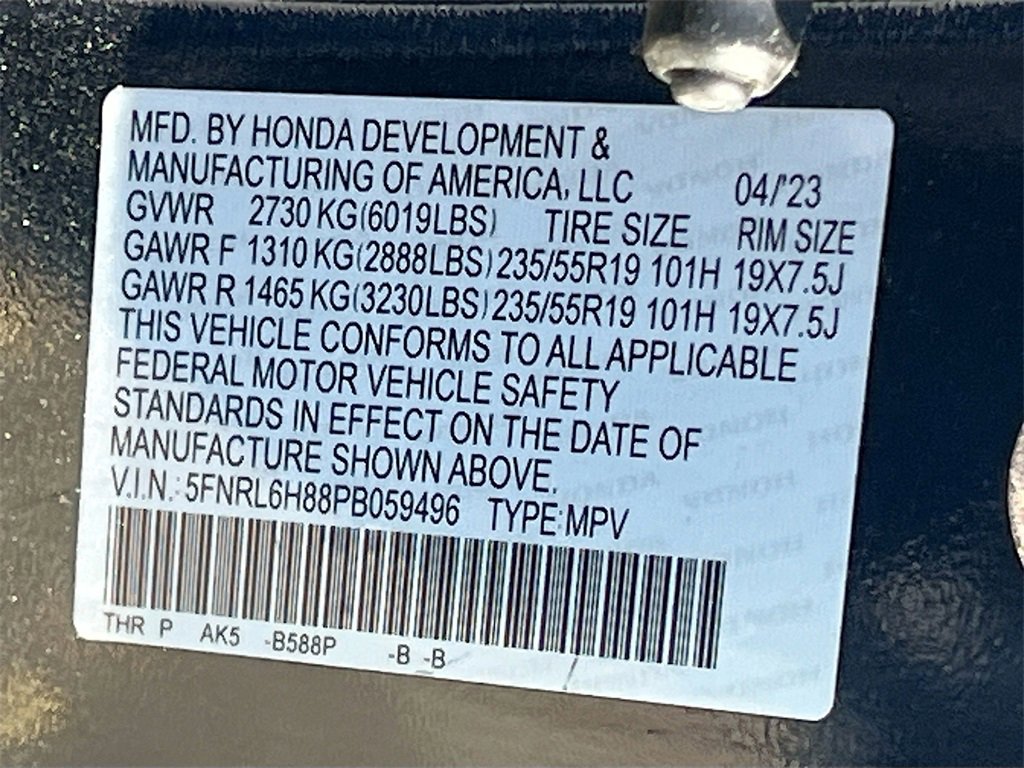 MFD. BY HONDA DEVELOPMENT &
MANUFACTURING OF AMERICA, LLC 04/'23
GVWR 2730 KG(6019LBS) TIRE SIZE RIM SIZE
GAWR F 1310 KG(2888LBS) 235/55R19 101H 19X7.5J
GAWR R 1465 KG(3230LBS) 235/55R19 101H 19X7.5J
THIS VEHICLE CONFORMS TO ALL APPLICABLE
FEDERAL MOTOR VEHICLE SAFETY
STANDARDS IN EFFECT ON THE DATE OF
MANUFACTURE SHOWN ABOVE.
V.I.N.: 5FNRL6H88PB059496 TYPE:MPV
THR P AK5 -B588P -B _-B